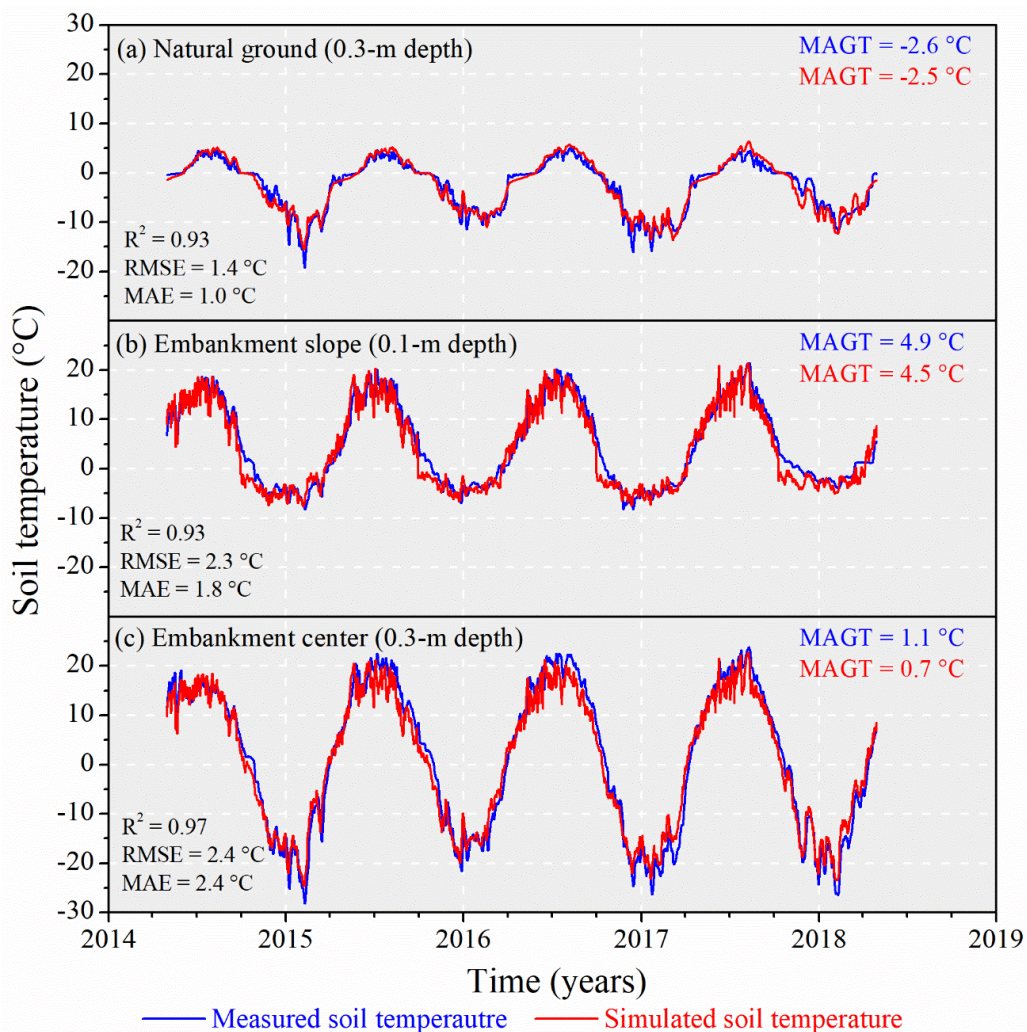 30
(a) Natural ground (0.3-m depth)
MAGT = -2.6 °C
MAGT = -2.5 °C
20
10
0
-10
-20
R² = 0.93
RMSE = 1.4 °C
MAE = 1.0 °C
(b) Embankment slope (0.1-m depth)
MAGT = 4.9 °C
MAGT = 4.5 °C
20
10
0
-10
-20
R² = 0.93
RMSE = 2.3 °C
MAE = 1.8 °C
(c) Embankment center (0.3-m depth)
MAGT = 1.1 °C
MAGT = 0.7 °C
20
10
0
-10
-20
-30
R² = 0.97
RMSE = 2.4 °C
MAE = 2.4 °C
Soil temperature (°C)
2014 2015 2016 2017 2018 2019
Time (years)
Measured soil temperautre Simulated soil temperature